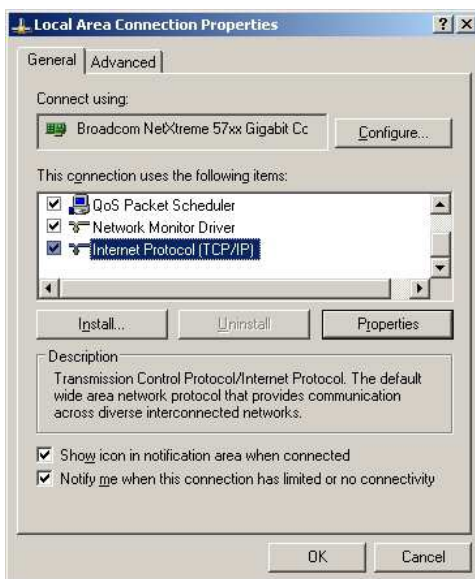 Local Area Connection Properties
General
Advanced
Connect using:
Broadcom NetXtreme 57xx Gigabit Cc
Configure...
This connection uses the following items:
QoS Packet Scheduler
Network Monitor Driver
Internet Protocol (TCP/IP)
Install...
Uninstall
Properties
Description
Transmission Control Protocol/Internet Protocol. The default
wide area network protocol that provides communication
across diverse interconnected networks.
Show icon in notification area when connected
Notify me when this connection has limited or no connectivity
OK
Cancel